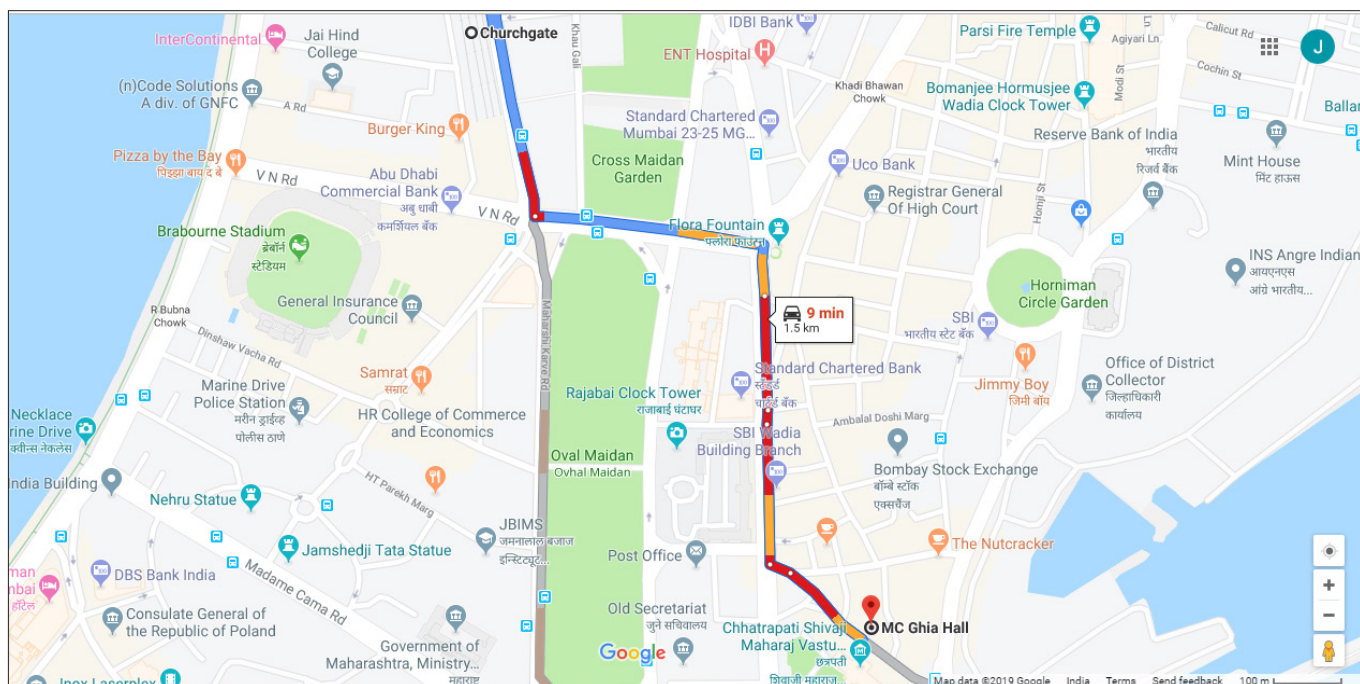 IDBI Bank
Parsi Fire Temple
Calicut Rd
Agiyari Ln
J
Churchgate
Khau Gali
InterContinental
Jai Hind
College
ENT Hospital
Modi St
Cochin St
(n)Code Solutions
A div. of GNFC
A Rd
Khadi Bhawan
Chowk
Bomanjee Hormusjee
Wadia Clock Tower
Standard Chartered
Mumbai 23-25 MG...
Burger King
Reserve Bank of India
भारतीय
रिजर्व बैंक
Mint House
मिंट हाऊस
Pizza by the Bay
पिझ्झा बाय द बे
V N Rd
Cross Maidan
Garden
Uco Bank
Abu Dhabi
Commercial Bank
अबु धाबी
कमर्शियल बँक
V N Rd
Registrar General
Of High Court
Homji St
Flora Fountain
फ्लोरा फाउंटन
Brabourne Stadium
ब्रेबॉर्न
स्टेडियम
INS Angre Indian
आयएनएस
आंग्रे भारतीय...
General Insurance
Council
R Bubna
Chowk
Horniman
Circle Garden
9 min
1.5 km
Maharshi Karve Rd
SBI
भारतीय स्टेट बँक
Dinshaw Vacha Rd
Samrat
सम्राट
Standard Chartered Bank
स्टँडर्ड
चार्टर्ड बँक
Jimmy Boy
जिमी बॉय
Office of District
Collector
जिल्हाधिकारी
कार्यालय
Marine Drive
Police Station
मरीन ड्राईव्ह
पोलीस ठाणे
Rajabai Clock Tower
राजाबाई घंटाघर
HR College of Commerce
and Economics
Necklace
rine Drive
क्वीन्स नेकलेस
Ambalal Doshi Marg
SBI Wadia
Building Branch
Oval Maidan
Ovhal Maidan
Bombay Stock Exchange
बॉम्बे स्टॉक
एक्सचैंज
India Building
HT Parekh Marg
Nehru Statue
JBIMS
जमनालाल बजाज
इन्स्टिट्यूट...
Jamshedji Tata Statue
Post Office
The Nutcracker
DBS Bank India
Madame Cama Rd
हॉटेल
Consulate General of
the Republic of Poland
Old Secretariat
जुने सचिवालय
Chhatrapati Shivaji
Maharaj Vastu...
छत्रपती
शिवाजी महाराज...
MC Ghia Hall
Government of
Maharashtra, Ministry...
महाराष्ट्र
Google
Map data ©2019 Google India Terms Send feedback 100 m